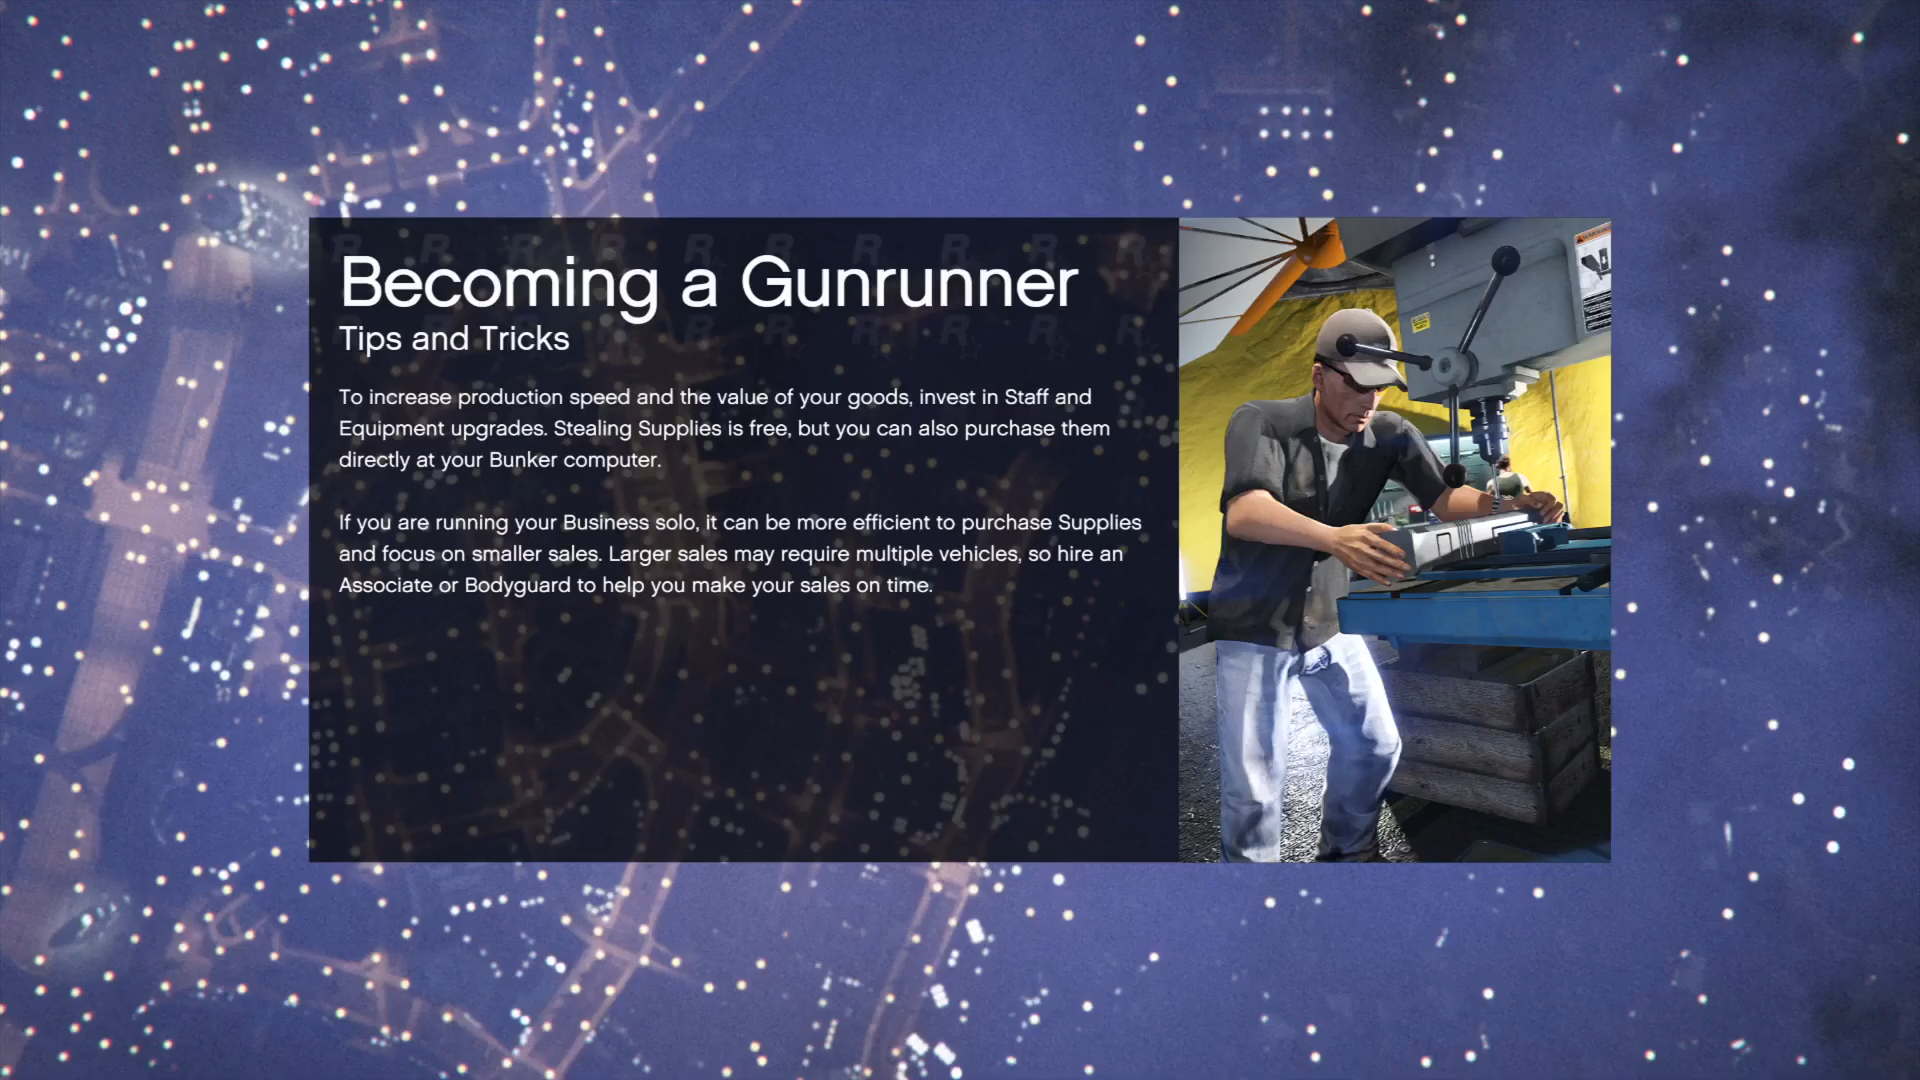 Becoming a Gunrunner
Tips and Tricks
To increase production speed and the value of your goods, invest in Staff and
Equipment upgrades. Stealing Supplies is free, but you can also purchase them
directly at your Bunker computer.
If you are running your Business solo, it can be more efficient to purchase Supplies
and focus on smaller sales. Larger sales may require multiple vehicles, so hire an
Associate or Bodyguard to help you make your sales on time.